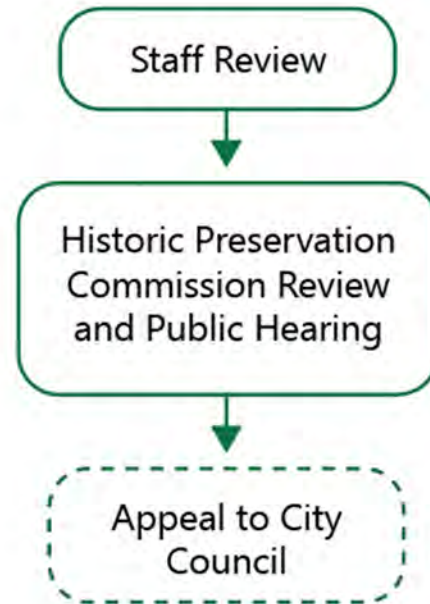 Staff Review
Historic Preservation
Commission Review
and Public Hearing
Appeal to City
Council